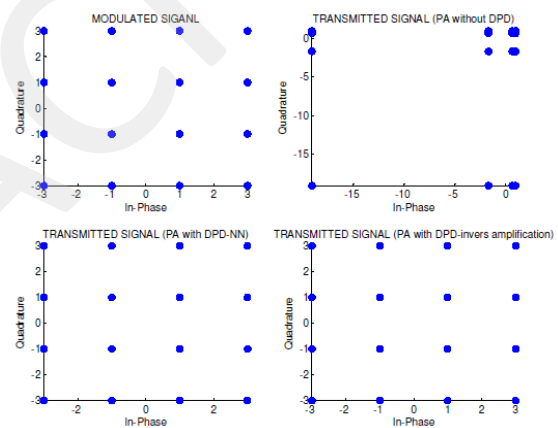 MODULATED SIGANL
3
2
1
0
-1
-2
-3
-3 -2 -1 0 1 2 3
Quadrature
In-Phase
TRANSMITTED SIGNAL (PA without DPD)
0
-5
-10
-15
-15 -10 -5 0
Quadrature
In-Phase
TRANSMITTED SIGNAL (PA with DPD-NN)
3
2
1
0
-1
-2
-3
-2 0 2
Quadrature
In-Phase
TRANSMITTED SIGNAL (PA with DPD-invers amplification)
3
2
1
0
-1
-2
-3
-3 -2 -1 0 1 2 3
Quadrature
In-Phase